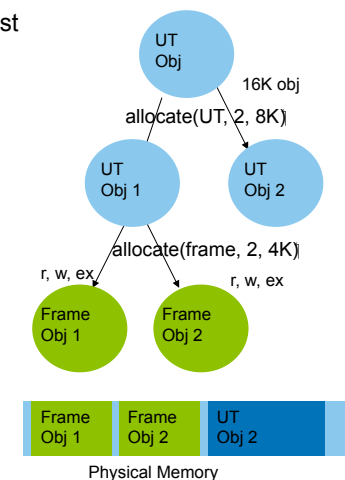 st
UT
Obj
16K obj
allocate(UT, 2, 8K)
UT
Obj 1
UT
Obj 2
allocate(frame, 2, 4K)
r, w, ex
r, w, ex
Frame
Obj 1
Frame
Obj 2
Frame
Obj 1
Frame
Obj 2
UT
Obj 2
Physical Memory